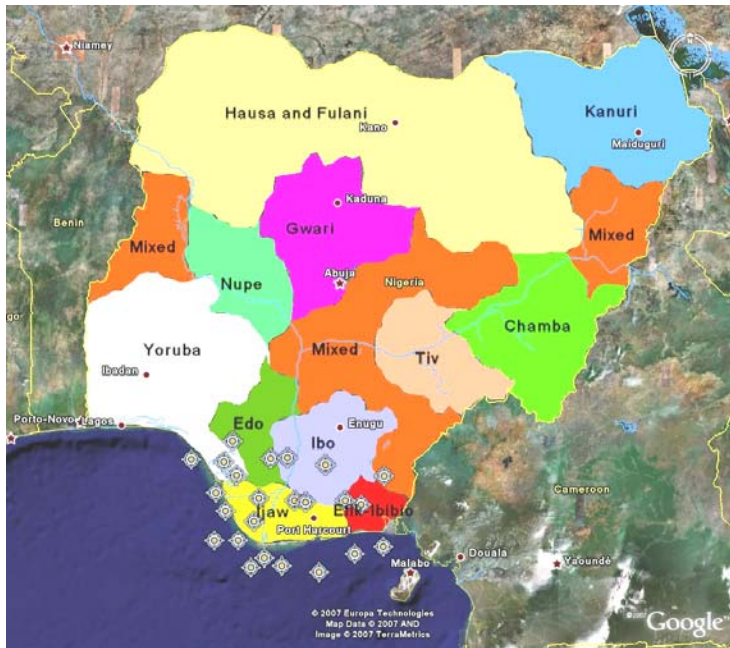 Niamey
Hausa and Fulani
Kano
Kanuri
Maiduguri
Kaduna
Benin
Gwari
Mixed
Mixed
Abuja
Nigeria
Nupe
Chamba
Yoruba
Mixed
Tiv
Ibadan
Porto-Novo
Lagos
Edo
Enugu
Ibo
Cameroon
Ijaw
Efik-Ibibio
Port Harcourt
Douala
Malabo
Yaoundé
© 2007 Europa Technologies
Map Data © 2007 AND
Image © 2007 TerraMetrics
©2007 Google™